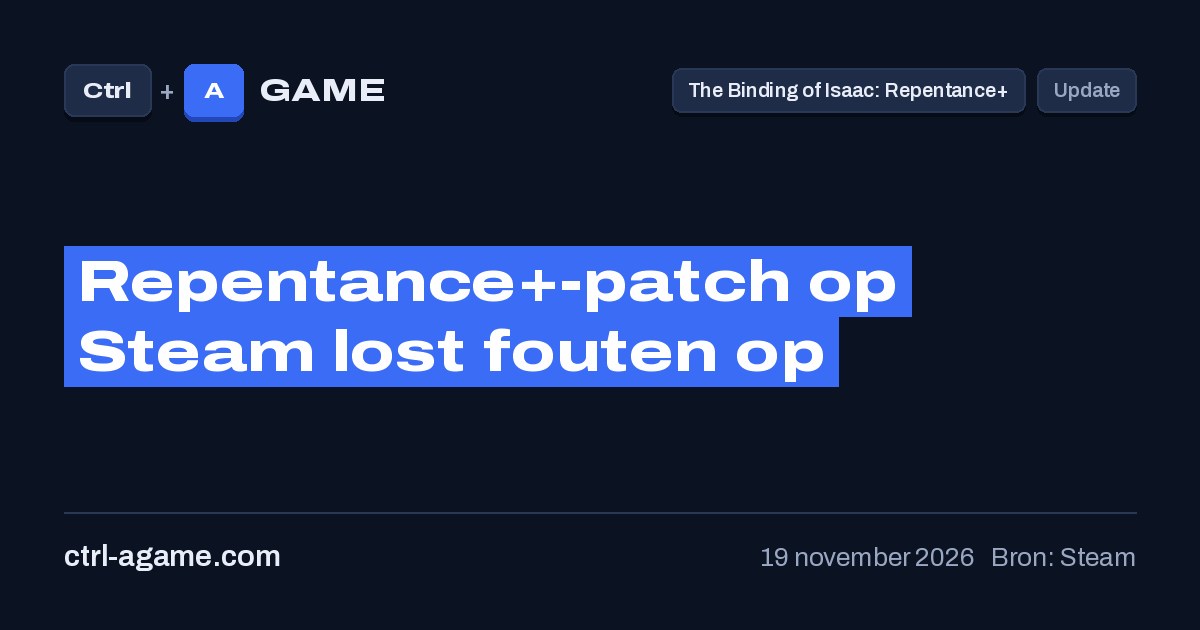 Ctrl + A GAME
The Binding of Isaac: Repentance+ Update
Repentance+-patch op
Steam lost fouten op
ctrl-agame.com
19 november 2026 Bron: Steam